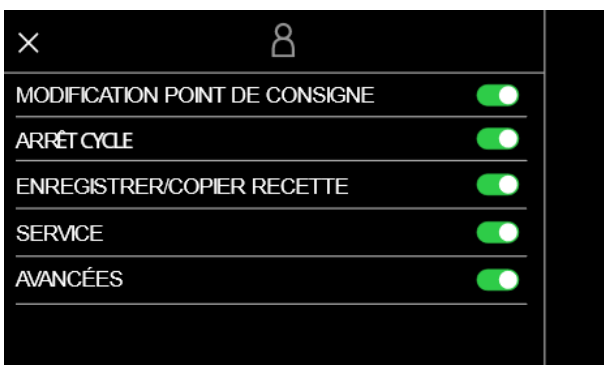 MODIFICATION POINT DE CONSIGNE
ARRÊT CYCLE
ENREGISTRER/COPIER RECETTE
SERVICE
AVANCÉES